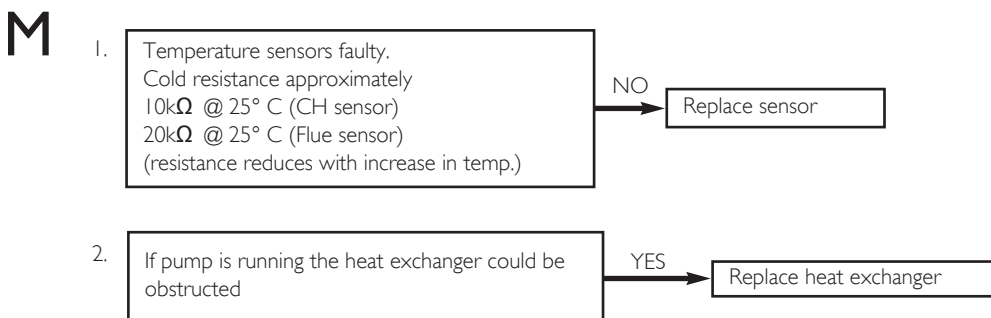 M
1.
Temperature sensors faulty.
Cold resistance approximately
10kΩ @ 25° C (CH sensor)
20kΩ @ 25° C (Flue sensor)
(resistance reduces with increase in temp.)
NO
Replace sensor
2.
If pump is running the heat exchanger could be
obstructed
YES
Replace heat exchanger